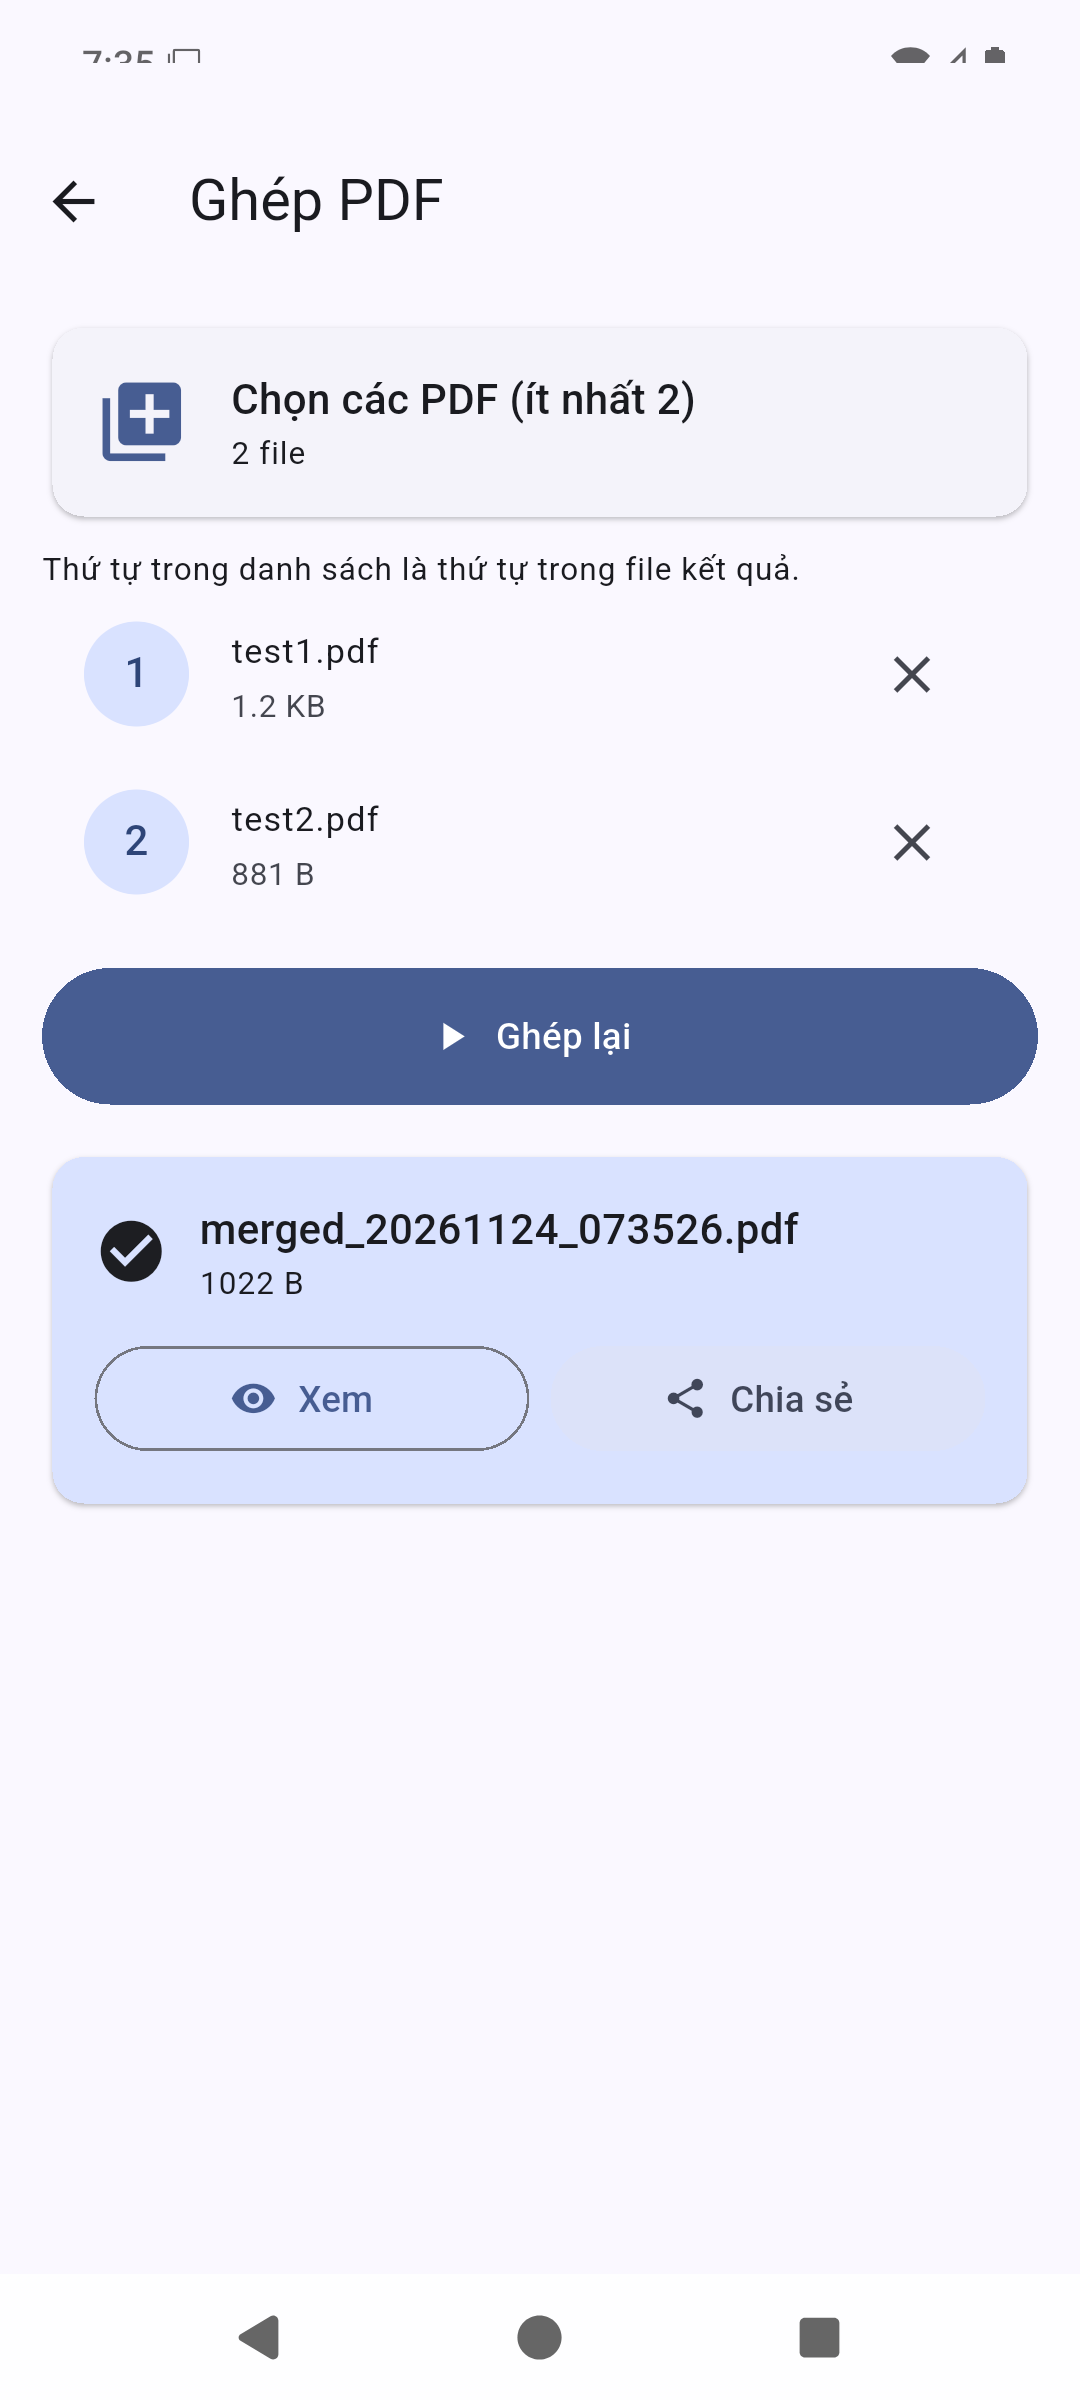 7:35
Ghép PDF
Chọn các PDF (ít nhất 2)
2 file
Thứ tự trong danh sách là thứ tự trong file kết quả.
1
test1.pdf
1.2 KB
2
test2.pdf
881 B
Ghép lại
merged_20261124_073526.pdf
1022 B
Xem
Chia sẻ